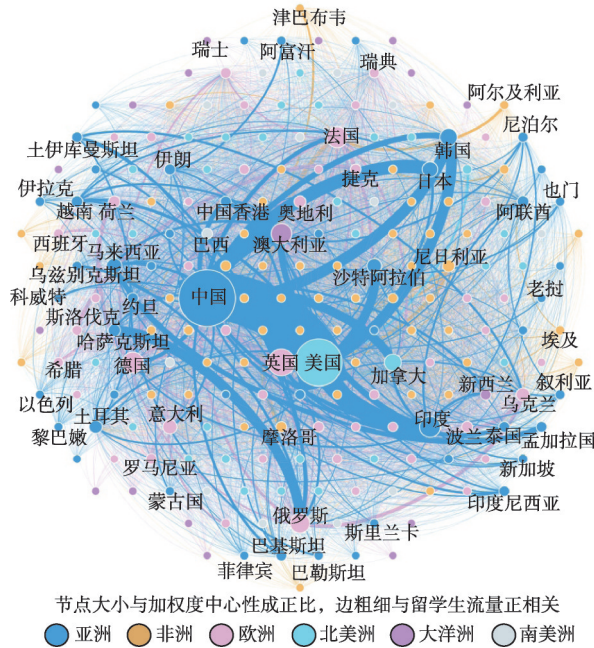 津巴布韦
瑞士
阿富汗
瑞典
阿尔及利亚
尼泊尔
法国
韩国
土伊库曼斯坦
伊朗
捷克
日本
伊拉克
也门
越南
荷兰
中国香港
奥地利
阿联酋
西班牙
马来西亚
巴西
澳大利亚
尼日利亚
乌兹别克斯坦
沙特阿拉伯
科威特
约旦
中国
老挝
斯洛伐克
哈萨克斯坦
埃及
希腊
德国
英国
美国
加拿大
新西兰
叙利亚
以色列
土耳其
意大利
印度
乌克兰
黎巴嫩
摩洛哥
波兰
泰国
孟加拉国
罗马尼亚
新加坡
蒙古国
俄罗斯
斯里兰卡
印度尼西亚
巴基斯坦
菲律宾
巴勒斯坦
节点大小与加权度中心性成正比，边粗细与留学生流量正相关
亚洲
非洲
欧洲
北美洲
大洋洲
南美洲